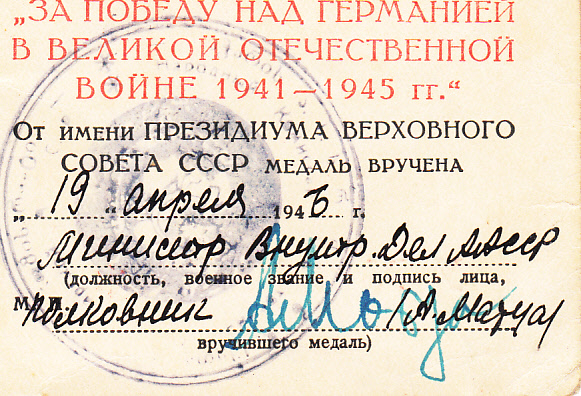 „ЗА ПОБЕДУ НАД ГЕРМАНИЕЙ
В ВЕЛИКОЙ ОТЕЧЕСТВЕННОЙ
ВОЙНЕ 1941—1945 гг.“
От имени ПРЕЗИДИУМА ВЕРХОВНОГО
СОВЕТА СССР МЕДАЛЬ ВРУЧЕНА
„19“ апреля 1946 г.
Министр Внутр. Дел ААССР
(должность, военное звание и подпись лица,
М. П. Полковник
вручившего медаль)